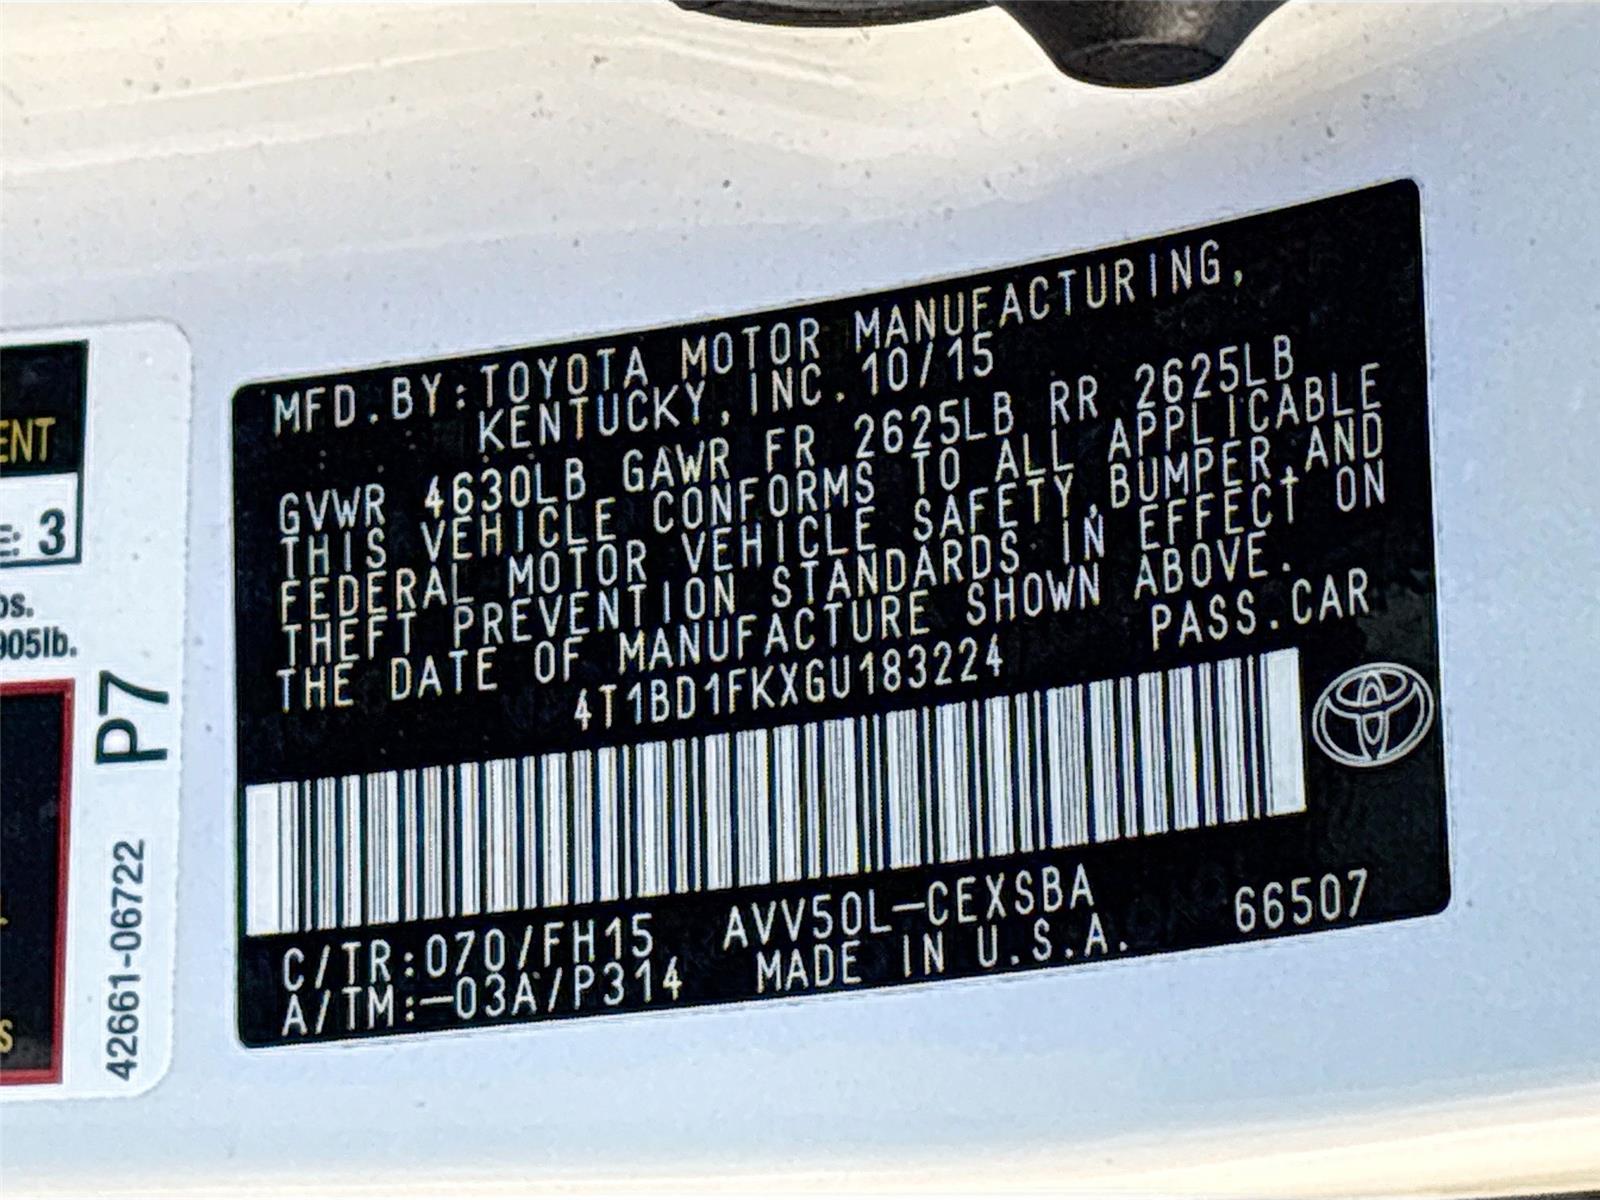 ENT
3
os.
905lb.
S
P7
42661-06722
MFD.BY:TOYOTA MOTOR MANUFACTURING,
KENTUCKY,INC.10/15
GVWR 4630LB GAWR FR 2625LB RR 2625LB
THIS VEHICLE CONFORMS TO ALL APPLICABLE
FEDERAL MOTOR VEHICLE SAFETY,BUMPER,AND
THEFT PREVENTION STANDARDS IN EFFECT ON
THE DATE OF MANUFACTURE SHOWN ABOVE.
4T1BD1FKXGU183224 PASS.CAR
C/TR:070/FH15 AVV50L-CEXSBA 66507
A/TM:-03A/P314 MADE IN U.S.A.